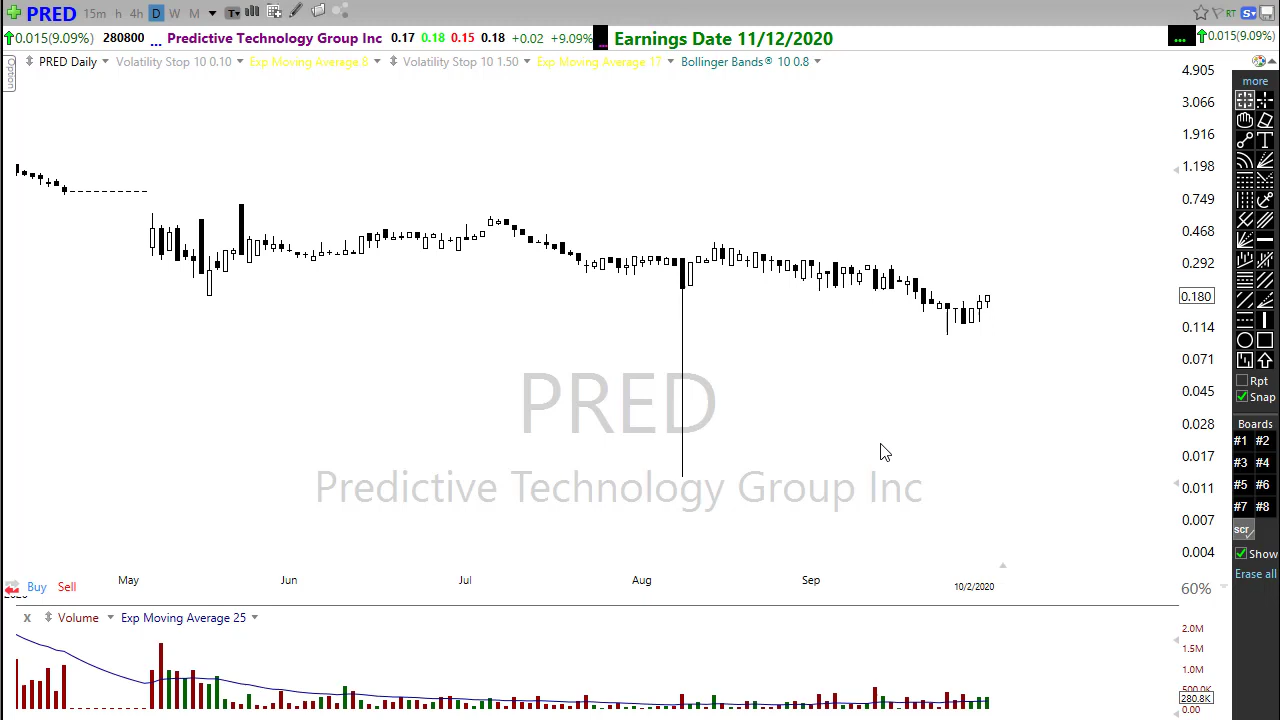 PRED 15m h 4h D W M T RT S
0.015(9.09%) 280800 ... Predictive Technology Group Inc 0.17 0.18 0.15 0.18 +0.02 +9.09% ... Earnings Date 11/12/2020 ... 0.015(9.09%)
Option
PRED Daily Volatility Stop 10 0.10 Exp Moving Average 8 Volatility Stop 10 1.50 Exp Moving Average 17 Bollinger Bands® 10 0.8
4.905
3.066
1.916
1.198
0.749
0.468
0.292
0.180
0.114
0.071
0.045
0.028
0.017
0.011
0.007
0.004
PRED
Predictive Technology Group Inc
more
T
Rpt
Snap
Boards
#1 #2
#3 #4
#5 #6
#7 #8
scr
Show
Erase all
May Jun Jul Aug Sep 10/2/2020
Buy Sell
60%
X Volume Exp Moving Average 25
2.0M
1.5M
1.0M
500.0K
280.8K
0.00